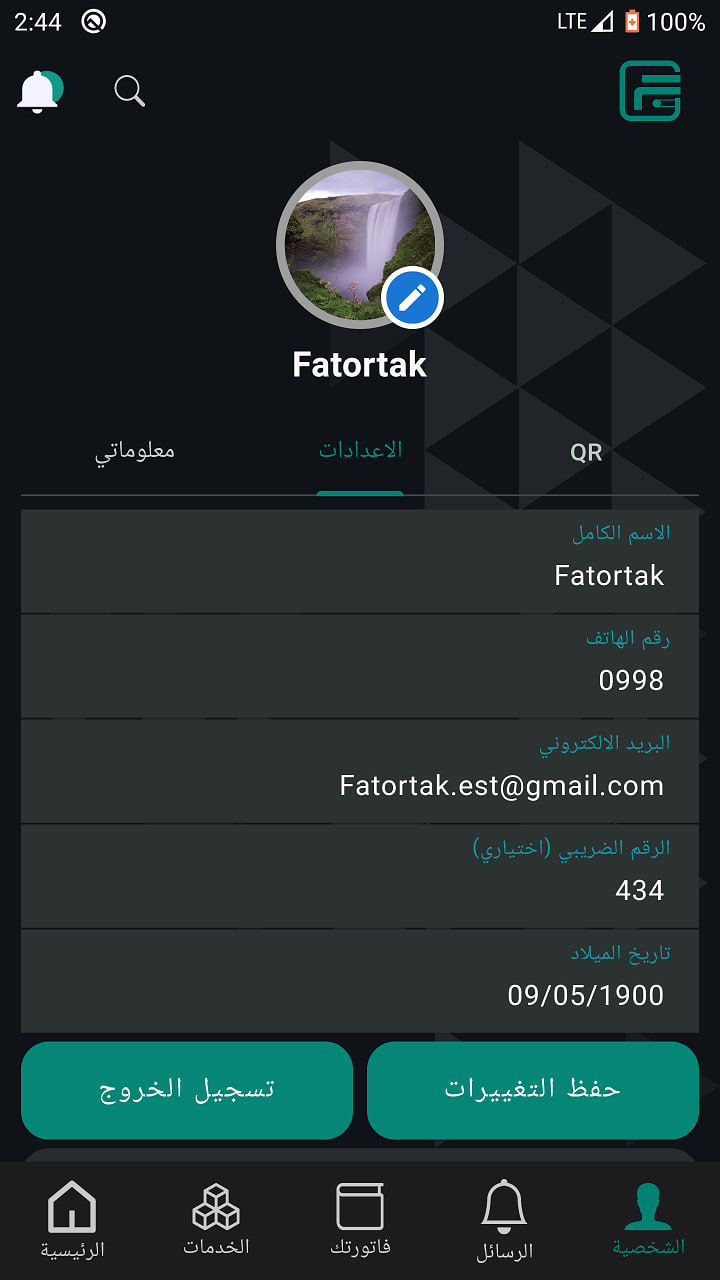 2:44 LTE 100%
Fatortak
QR الاعدادات معلوماتي
الاسم الكامل
Fatortak
رقم الهاتف
0998
البريد الالكتروني
Fatortak.est@gmail.com
الرقم الضريبي (اختياري)
434
تاريخ الميلاد
09/05/1900
حفظ التغييرات تسجيل الخروج
الشخصية الرسائل فاتورتك الخدمات الرئيسية